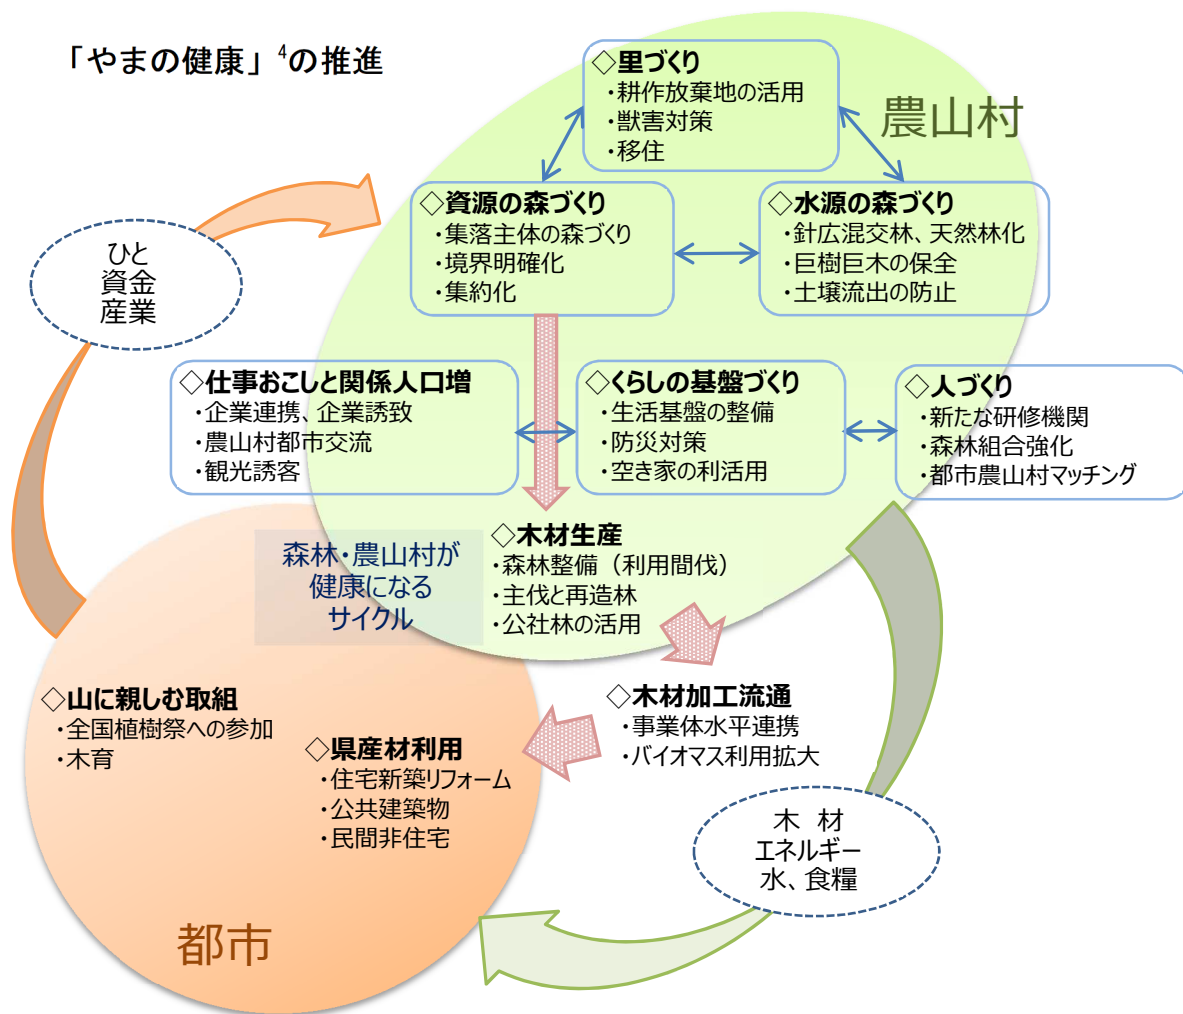 「やまの健康」4の推進
◇里づくり
・耕作放棄地の活用
・獣害対策
・移住
農山村
◇資源の森づくり
・集落主体の森づくり
・境界明確化
・集約化
◇水源の森づくり
・針広混交林、天然林化
・巨樹巨木の保全
・土壌流出の防止
ひと
資金
産業
◇仕事おこしと関係人口増
・企業連携、企業誘致
・農山村都市交流
・観光誘客
◇くらしの基盤づくり
・生活基盤の整備
・防災対策
・空き家の利活用
◇人づくり
・新たな研修機関
・森林組合強化
・都市農山村マッチング
森林・農山村が
健康になる
サイクル
◇木材生産
・森林整備（利用間伐）
・主伐と再造林
・公社林の活用
◇山に親しむ取組
・全国植樹祭への参加
・木育
◇県産材利用
・住宅新築リフォーム
・公共建築物
・民間非住宅
◇木材加工流通
・事業体水平連携
・バイオマス利用拡大
木　材
エネルギー
水、食糧
都市